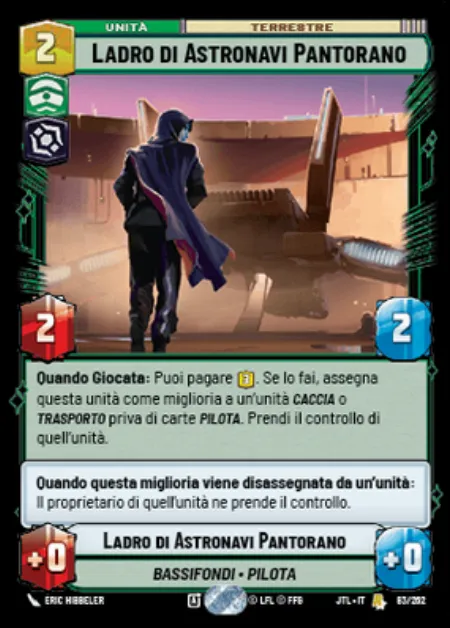 UNITÀ
TERRESTRE
2
LADRO DI ASTRONAVI PANTORANO
2
2
Quando Giocata: Puoi pagare. Se lo fai, assegna
questa unità come miglioria a un'unità CACCIA o
TRASPORTO priva di carte PILOTA. Prendi il controllo di
quell'unità.
Quando questa miglioria viene disassegnata da un'unità:
Il proprietario di quell'unità ne prende il controllo.
+0
LADRO DI ASTRONAVI PANTORANO
+0
BASSIFONDI • PILOTA
ERIC HIBBELER
© LFL © FFG
JTL • IT
83/262